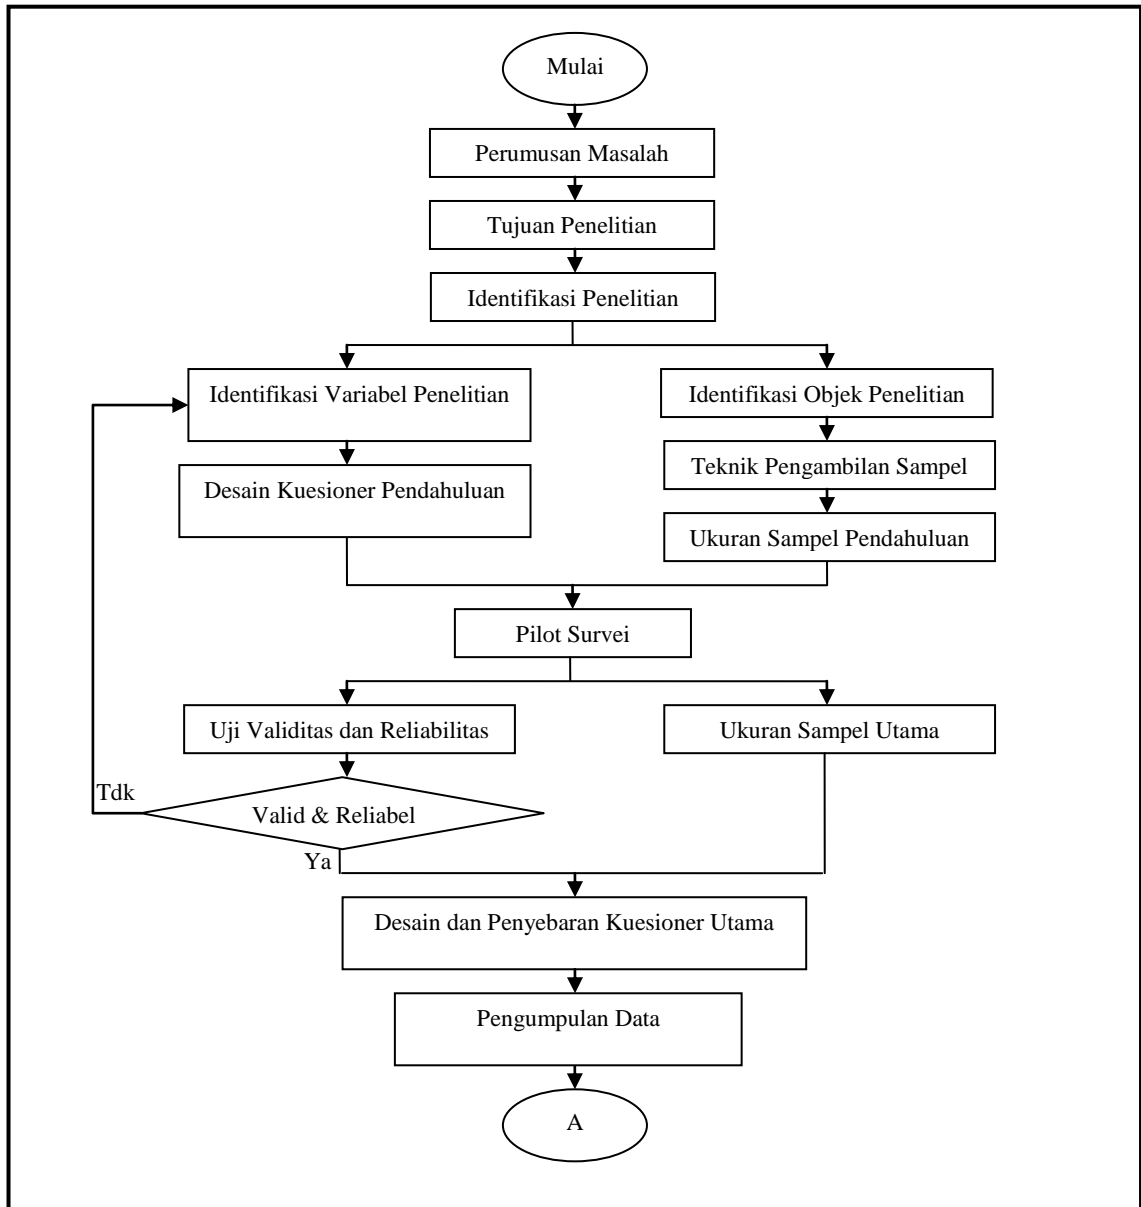 Mulai
Perumusan Masalah
Tujuan Penelitian
Identifikasi Penelitian
Identifikasi Variabel Penelitian
Identifikasi Objek Penelitian
Teknik Pengambilan Sampel
Desain Kuesioner Pendahuluan
Ukuran Sampel Pendahuluan
Pilot Survei
Uji Validitas dan Reliabilitas
Ukuran Sampel Utama
Tdk
Valid & Reliabel
Ya
Desain dan Penyebaran Kuesioner Utama
Pengumpulan Data
A